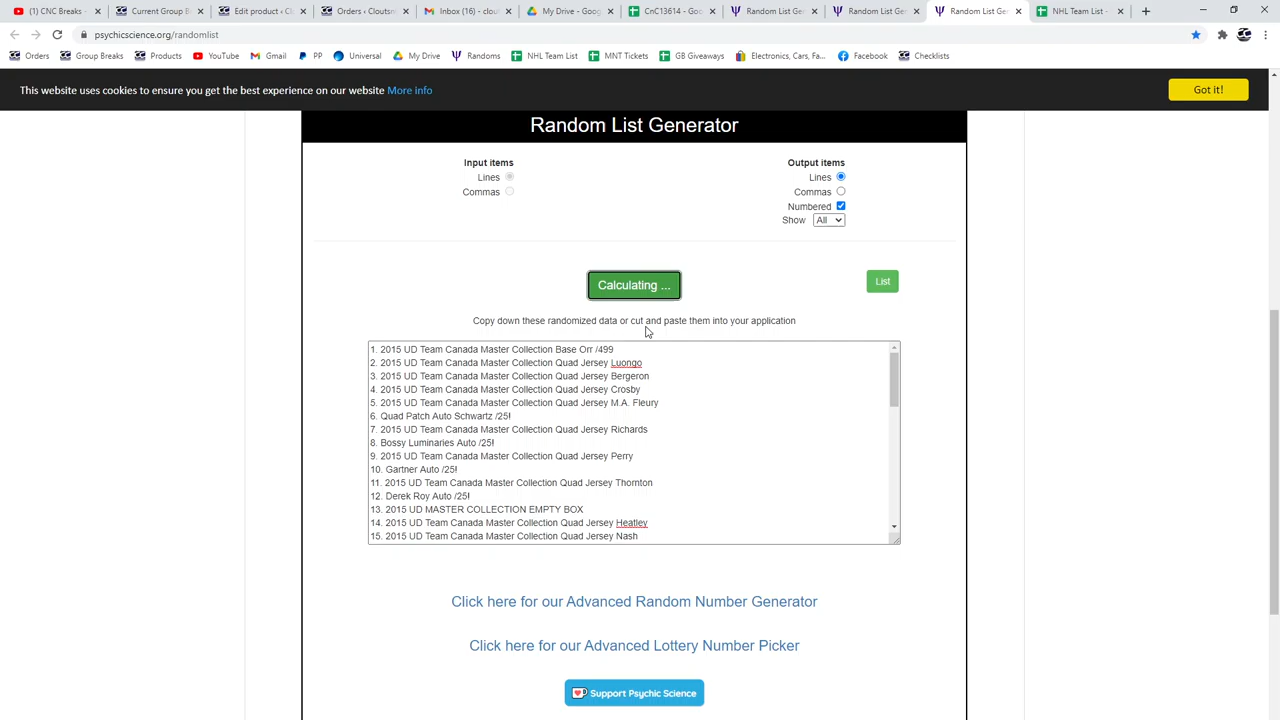 (1) CNC Breaks -
Current Group B
Edit product ‹ Cl
Orders ‹ Cloutsm
Inbox (16) - clou
My Drive - Goog
CnC13614 - Goo
Random List Ge
Random List Ge
Random List Ge
NHL Team List -
psychicscience.org/randomlist
Orders
Group Breaks
Products
YouTube
Gmail
PP
Universal
My Drive
Randoms
NHL Team List
MNT Tickets
GB Giveaways
Electronics, Cars, Fa...
Facebook
Checklists
This website uses cookies to ensure you get the best experience on our website More info
Got it!
Random List Generator
Input items
Output items
Lines
Lines
Commas
Commas
Numbered
Show All
Calculating ...
List
Copy down these randomized data or cut and paste them into your application
1. 2015 UD Team Canada Master Collection Base Orr /499
2. 2015 UD Team Canada Master Collection Quad Jersey Luongo
3. 2015 UD Team Canada Master Collection Quad Jersey Bergeron
4. 2015 UD Team Canada Master Collection Quad Jersey Crosby
5. 2015 UD Team Canada Master Collection Quad Jersey M.A. Fleury
6. Quad Patch Auto Schwartz /25!
7. 2015 UD Team Canada Master Collection Quad Jersey Richards
8. Bossy Luminaries Auto /25!
9. 2015 UD Team Canada Master Collection Quad Jersey Perry
10. Gartner Auto /25!
11. 2015 UD Team Canada Master Collection Quad Jersey Thornton
12. Derek Roy Auto /25!
13. 2015 UD MASTER COLLECTION EMPTY BOX
14. 2015 UD Team Canada Master Collection Quad Jersey Heatley
15. 2015 UD Team Canada Master Collection Quad Jersey Nash
Click here for our Advanced Random Number Generator
Click here for our Advanced Lottery Number Picker
Support Psychic Science